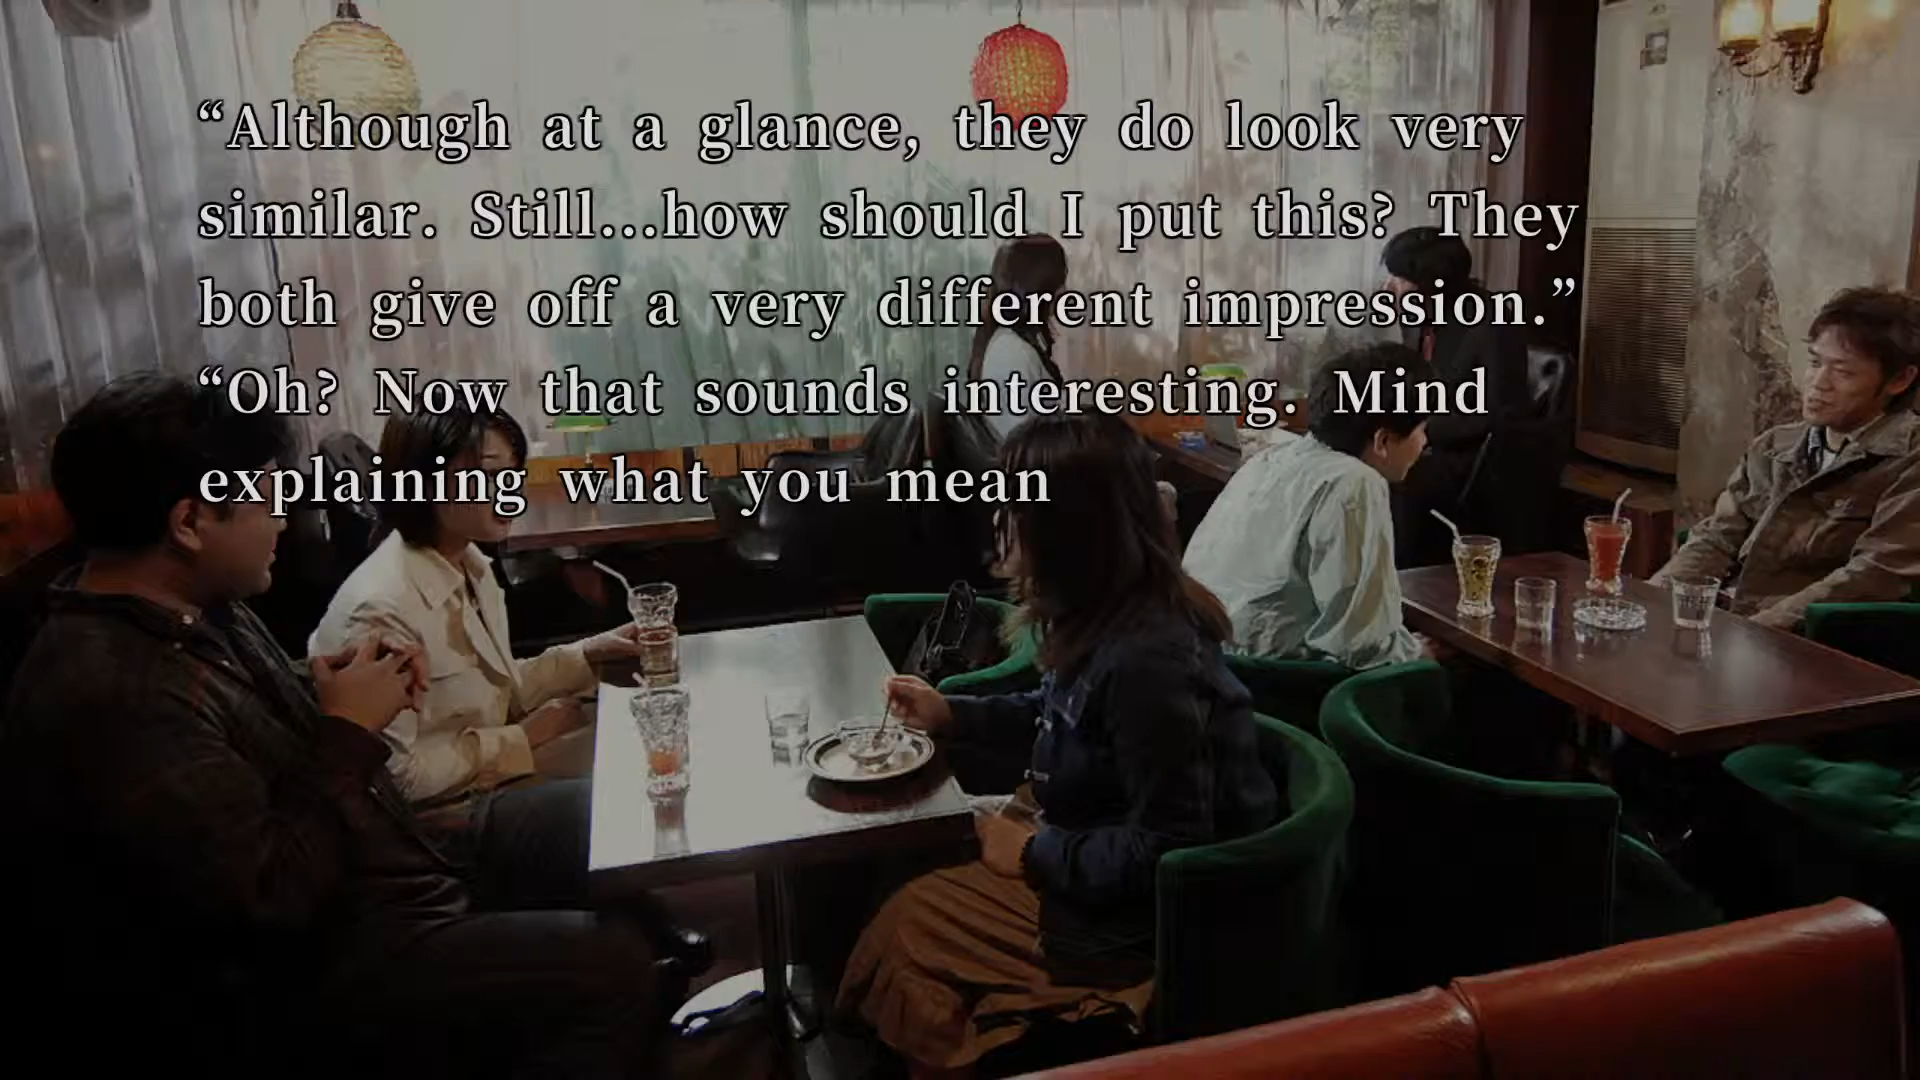 “Although at a glance, they do look very
similar. Still...how should I put this? They
both give off a very different impression.”
“Oh? Now that sounds interesting. Mind
explaining what you mean